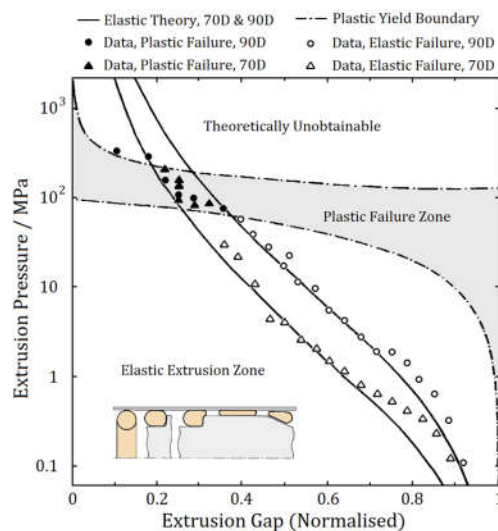 Elastic Theory, 70D & 90D
Plastic Yield Boundary
Data, Plastic Failure, 90D
Data, Elastic Failure, 90D
Data, Plastic Failure, 70D
Data, Elastic Failure, 70D
Extrusion Pressure / MPa
10³
10²
10
1
0.1
Theoretically Unobtainable
Plastic Failure Zone
Elastic Extrusion Zone
0 0.2 0.4 0.6 0.8 1
Extrusion Gap (Normalised)